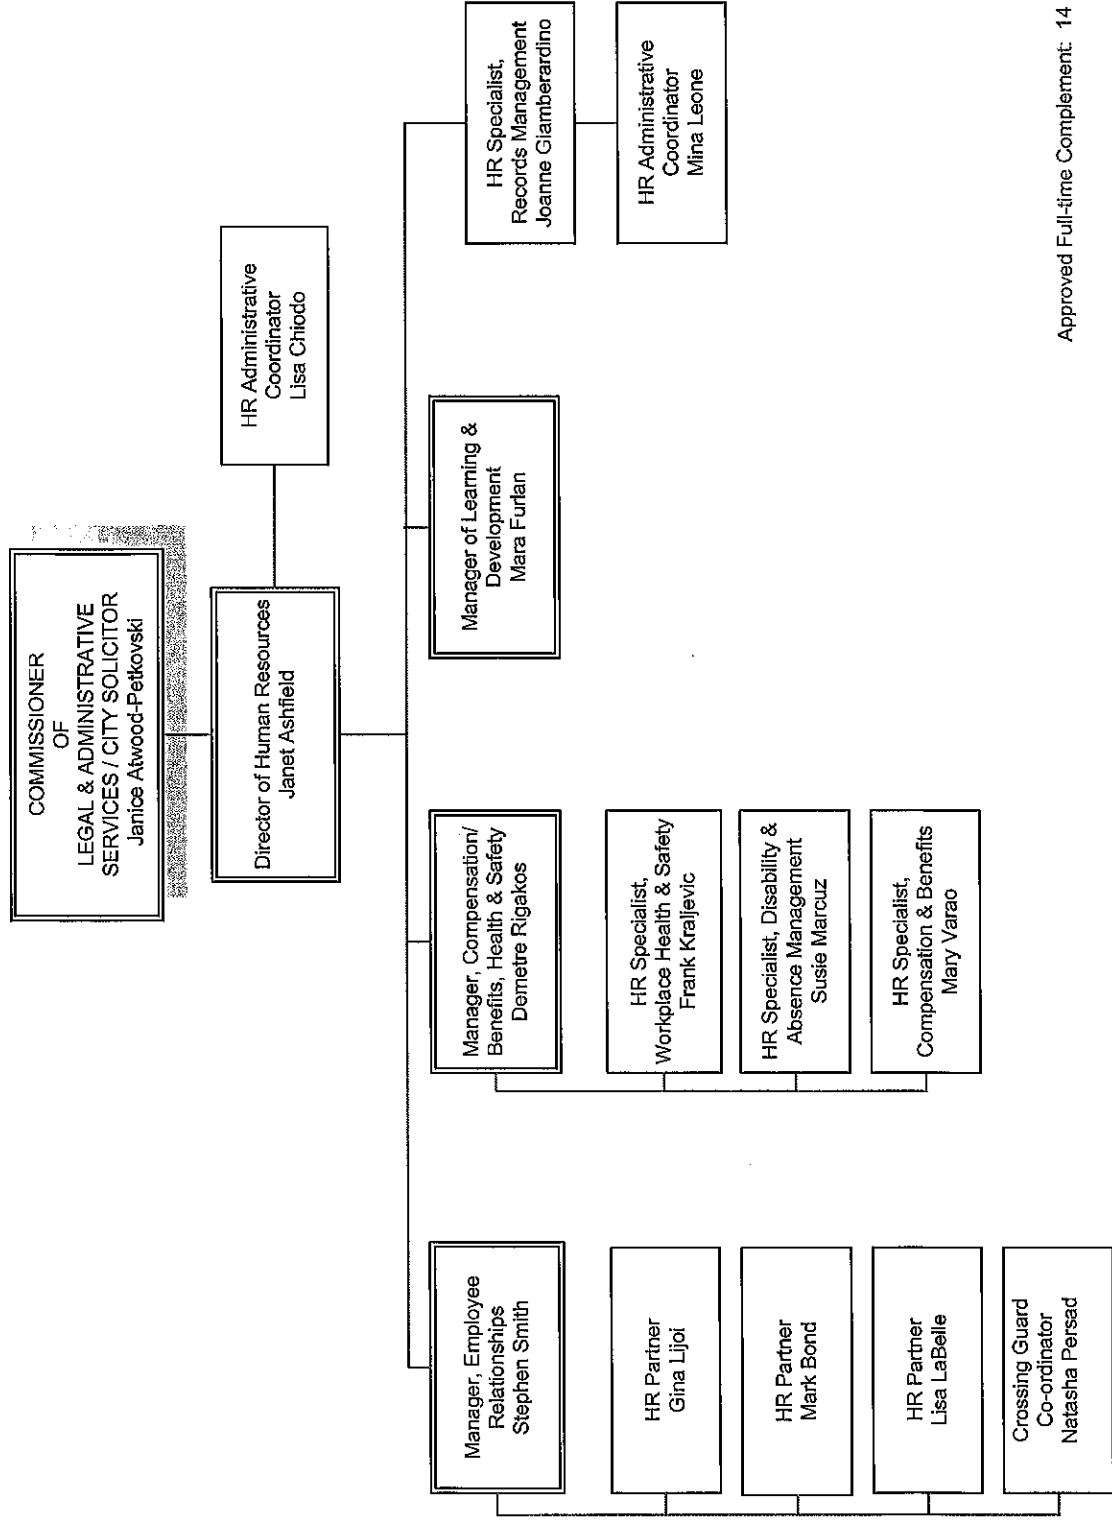 COMMISSIONER
OF
LEGAL & ADMINISTRATIVE
SERVICES / CITY SOLICITOR
Janice Atwood-Petkovski
Director of Human Resources
Janet Ashfield
HR Administrative
Coordinator
Lisa Chiodo
Manager, Employee
Relationships
Stephen Smith
HR Partner
Gina Lijoi
HR Partner
Mark Bond
HR Partner
Lisa LaBelle
Crossing Guard
Co-ordinator
Natasha Persad
Manager, Compensation/
Benefits, Health & Safety
Demetre Rigakos
HR Specialist,
Workplace Health & Safety
Frank Kraljevic
HR Specialist, Disability &
Absence Management
Susie Marcuz
HR Specialist,
Compensation & Benefits
Mary Varao
Manager of Learning &
Development
Mara Furlan
HR Specialist,
Records Management
Joanne Giamberardino
HR Administrative
Coordinator
Mina Leone
Approved Full-time Complement: 14